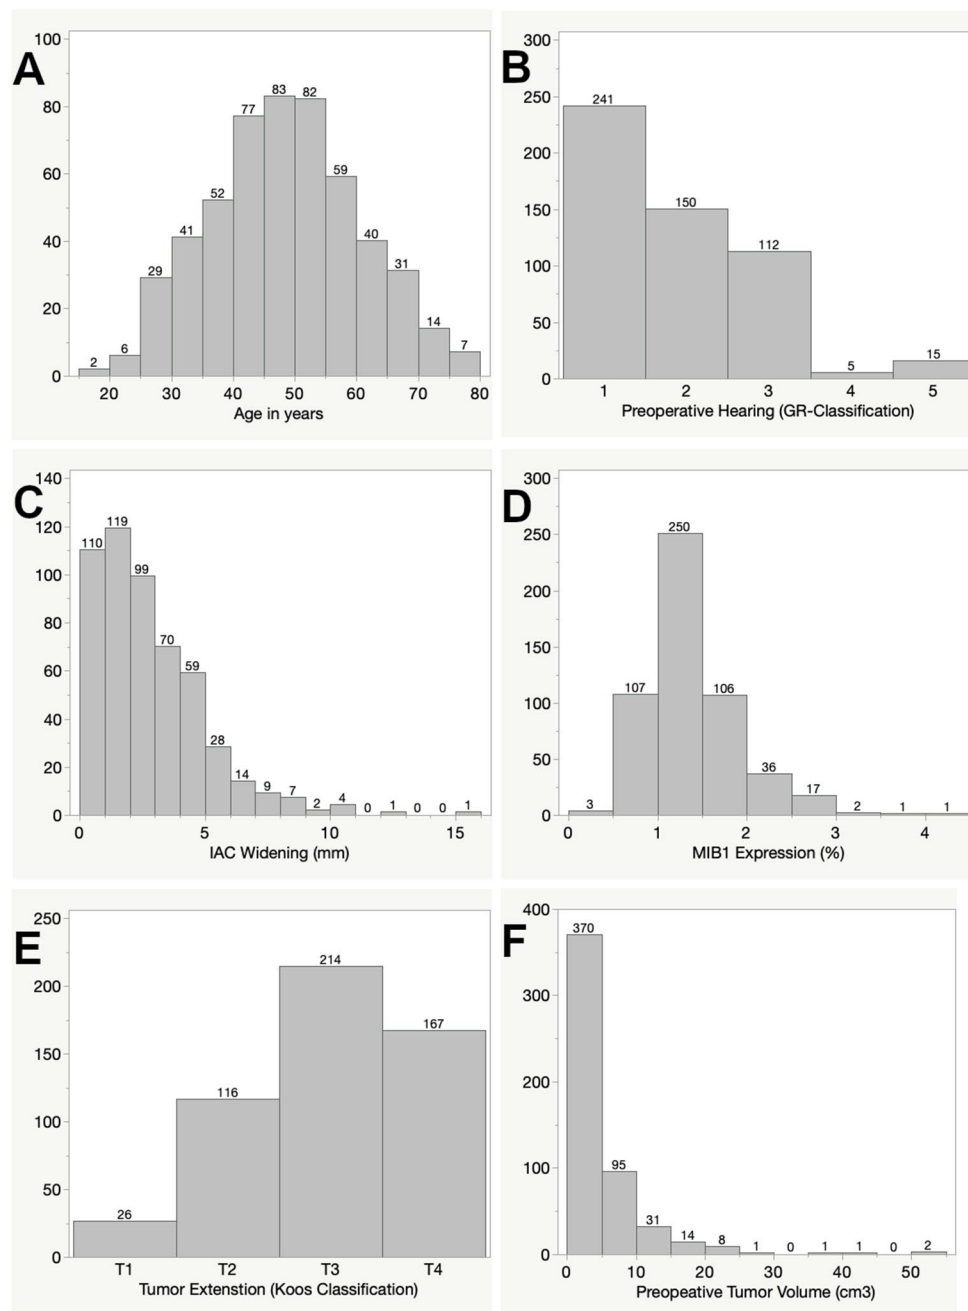 A
100
80
60
40
20
0
2 6 29 41 52 77 83 82 59 40 31 14 7
20 30 40 50 60 70 80
Age in years
B
300
250
200
150
100
50
0
241 150 112 5 15
1 2 3 4 5
Preoperative Hearing (GR-Classification)
C
140
120
100
80
60
40
20
0
110 119 99 70 59 28 14 9 7 2 4 0 1 0 0 1
0 5 10 15
IAC Widening (mm)
D
300
250
200
150
100
50
0
3 107 250 106 36 17 2 1 1
0 1 2 3 4
MIB1 Expression (%)
E
250
200
150
100
50
0
26 116 214 167
T1 T2 T3 T4
Tumor Extenstion (Koos Classification)
F
400
300
200
100
0
370 95 31 14 8 1 0 1 1 0 2
0 10 20 30 40 50
Preopeative Tumor Volume (cm3)